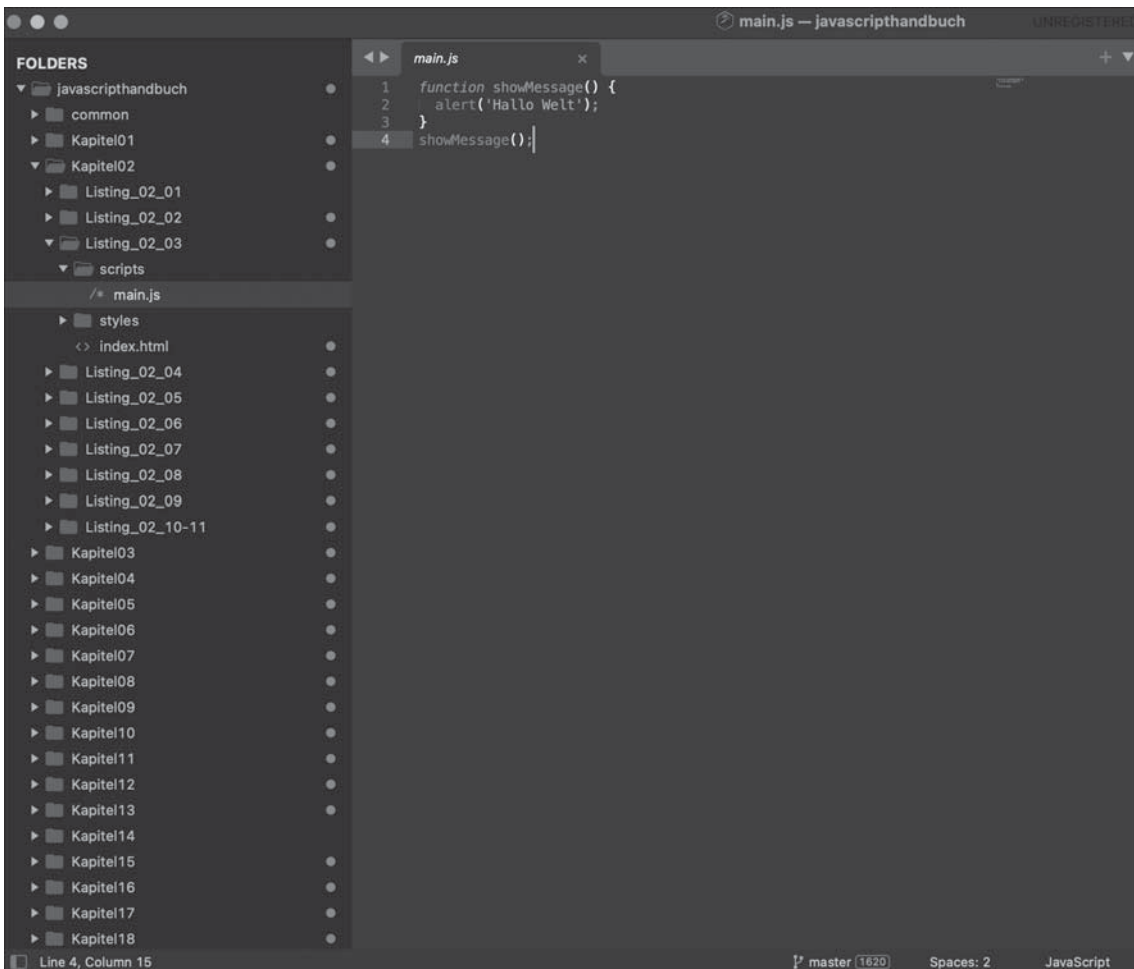 main.js — javascripthandbuch
UNREGISTERED
FOLDERS
javascripthandbuch
common
Kapitel01
Kapitel02
Listing_02_01
Listing_02_02
Listing_02_03
scripts
/* main.js
styles
<> index.html
Listing_02_04
Listing_02_05
Listing_02_06
Listing_02_07
Listing_02_08
Listing_02_09
Listing_02_10-11
Kapitel03
Kapitel04
Kapitel05
Kapitel06
Kapitel07
Kapitel08
Kapitel09
Kapitel10
Kapitel11
Kapitel12
Kapitel13
Kapitel14
Kapitel15
Kapitel16
Kapitel17
Kapitel18
main.js ×
1 function showMessage() {
2 alert('Hallo Welt');
3 }
4 showMessage();
Line 4, Column 15
master 1620
Spaces: 2
JavaScript